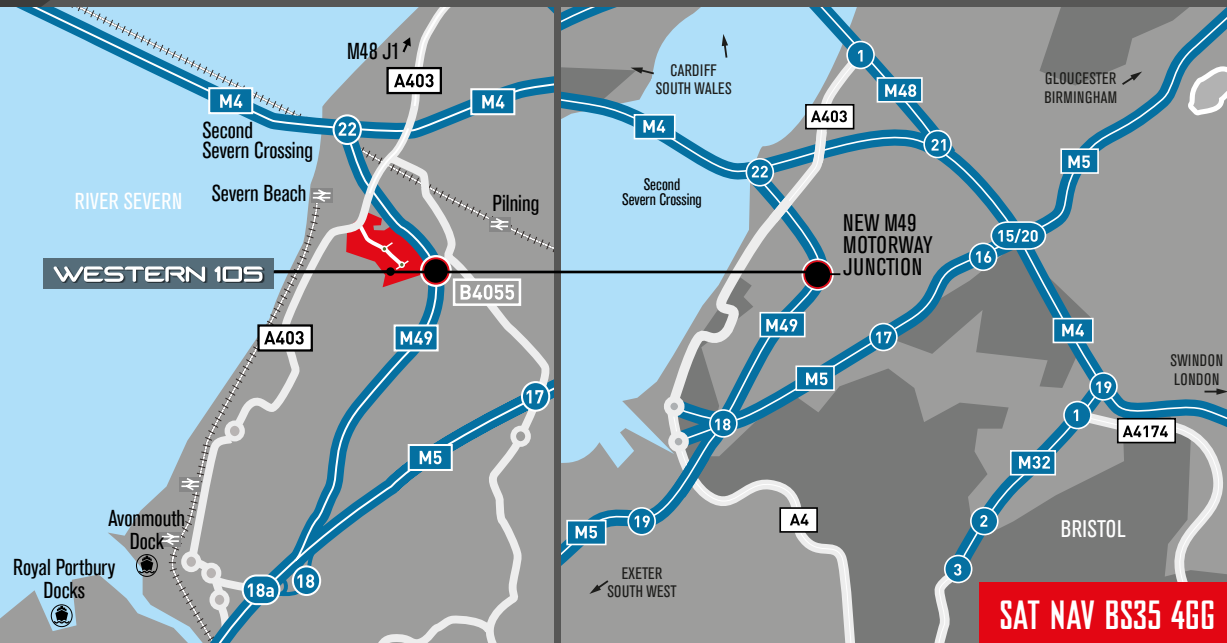 M48 J1
A403
M4
M4
22
Second
Severn Crossing
Severn Beach
RIVER SEVERN
Pilning
WESTERN 105
B4055
A403
M49
17
M5
Avonmouth
Dock
Royal Portbury
Docks
18a
18
1
CARDIFF
SOUTH WALES
M48
GLOUCESTER
BIRMINGHAM
A403
M4
21
M5
22
Second
Severn Crossing
NEW M49
MOTORWAY
JUNCTION
15/20
16
M49
17
M4
SWINDON
LONDON
M5
19
18
1
A4174
M32
M5
19
A4
2
BRISTOL
3
EXETER
SOUTH WEST
SAT NAV BS35 4GG